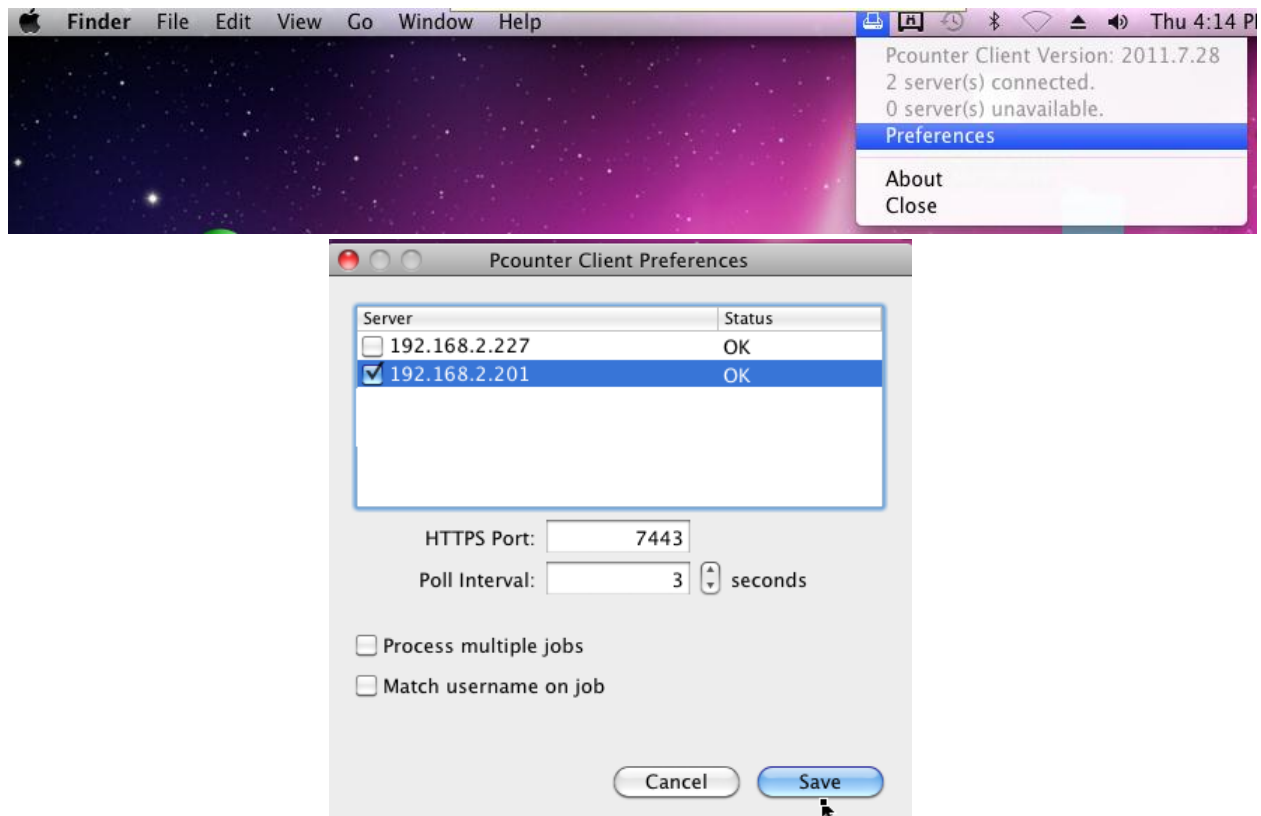 Finder File Edit View Go Window Help Thu 4:14 P
Pcounter Client Version: 2011.7.28
2 server(s) connected.
0 server(s) unavailable.
Preferences
About
Close
Pcounter Client Preferences
Server Status
192.168.2.227 OK
192.168.2.201 OK
HTTPS Port: 7443
Poll Interval: 3 seconds
Process multiple jobs
Match username on job
Cancel Save